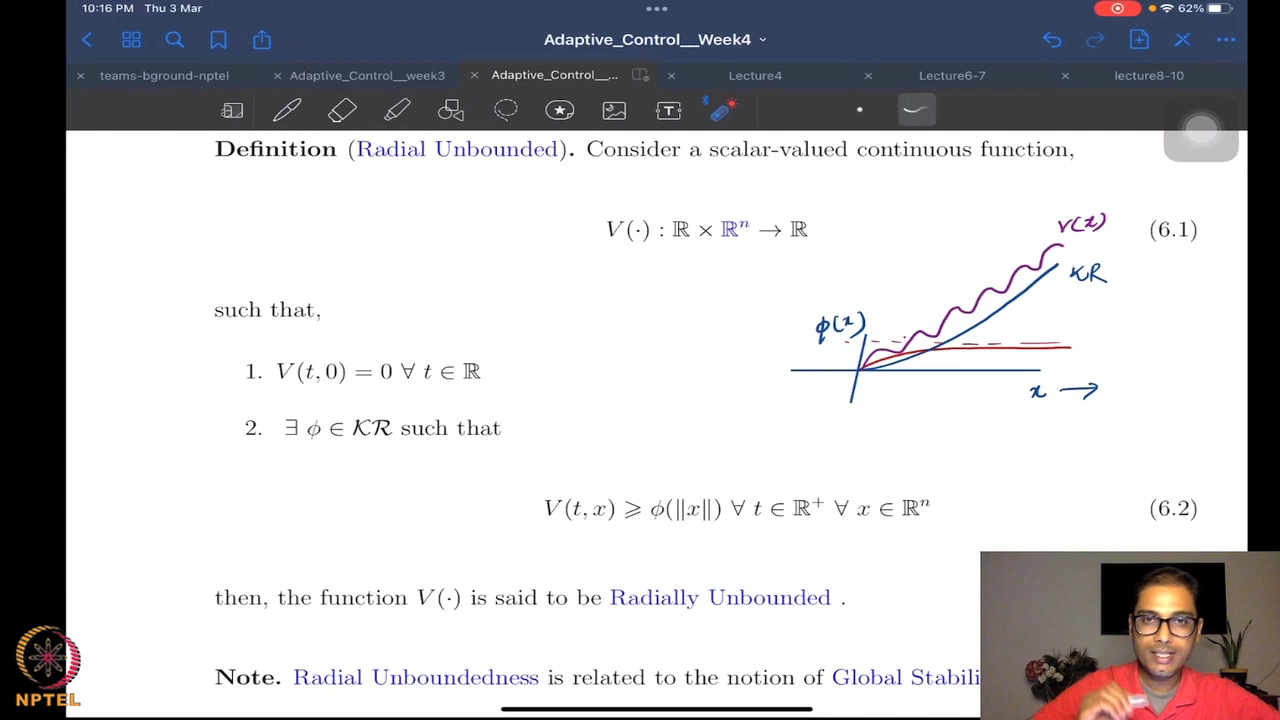 10:16 PM Thu 3 Mar
62%
Adaptive_Control__Week4
teams-bground-nptel
Adaptive_Control__week3
Adaptive_Control__...
Lecture4
Lecture6-7
lecture8-10
Definition (Radial Unbounded). Consider a scalar-valued continuous function,
V(·) : ℝ × ℝⁿ → ℝ (6.1)
V(x)
KR
such that,
ϕ(x)
1. V(t, 0) = 0 ∀ t ∈ ℝ
x →
2. ∃ ϕ ∈ 𝒦ℛ such that
V(t, x) ⩾ ϕ(‖x‖) ∀ t ∈ ℝ⁺ ∀ x ∈ ℝⁿ (6.2)
then, the function V(·) is said to be Radially Unbounded .
Note. Radial Unboundedness is related to the notion of Global Stabili
NPTEL